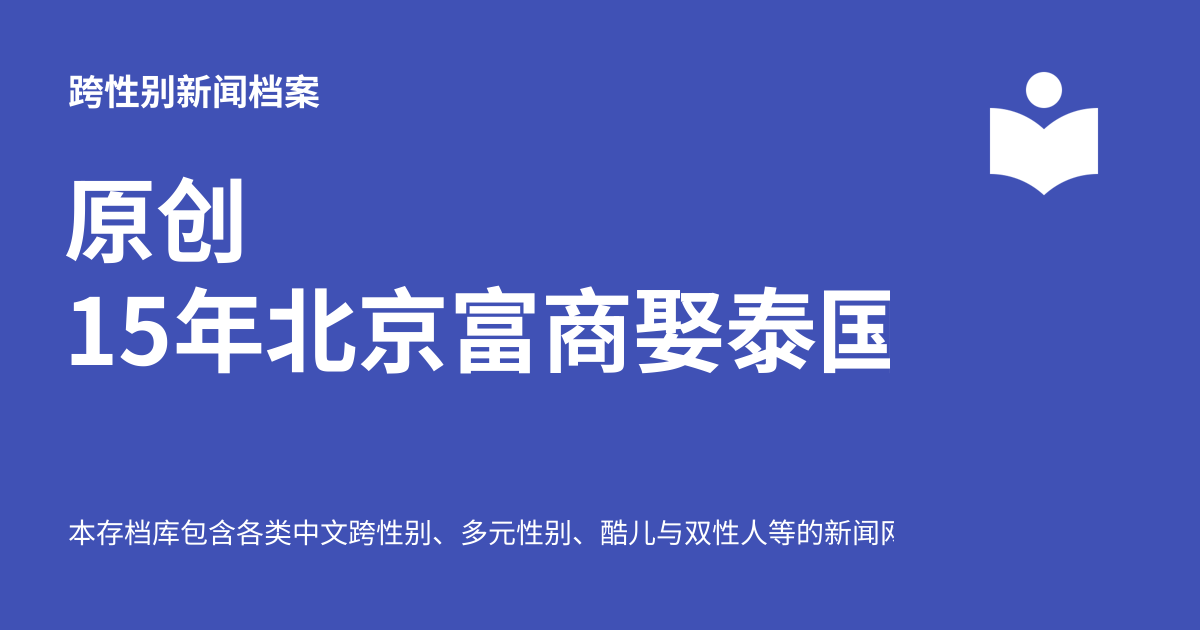 跨性别新闻档案
原创
15年北京富商娶泰国
本存档库包含各类中文跨性别、多元性别、酷儿与双性人等的新闻网